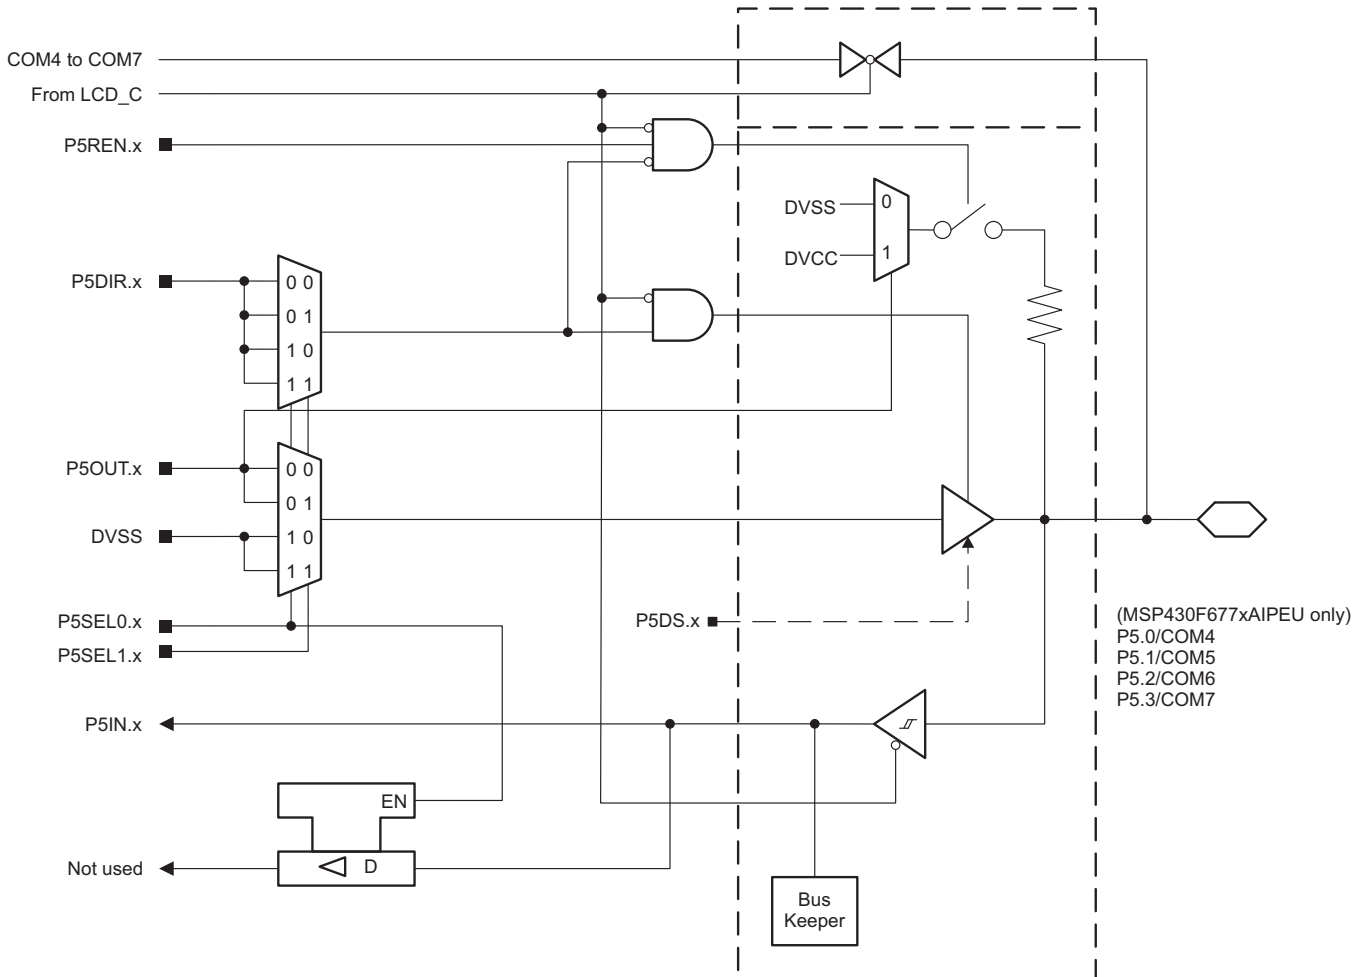 COM4 to COM7
From LCD_C
P5REN.x
DVSS
0
DVCC
1
P5DIR.x
0 0
0 1
1 0
1 1
P5OUT.x
0 0
0 1
DVSS
1 0
1 1
P5SEL0.x
P5SEL1.x
P5DS.x
(MSP430F677xAIPEU only)
P5.0/COM4
P5.1/COM5
P5.2/COM6
P5.3/COM7
P5IN.x
EN
Not used
D
Bus
Keeper